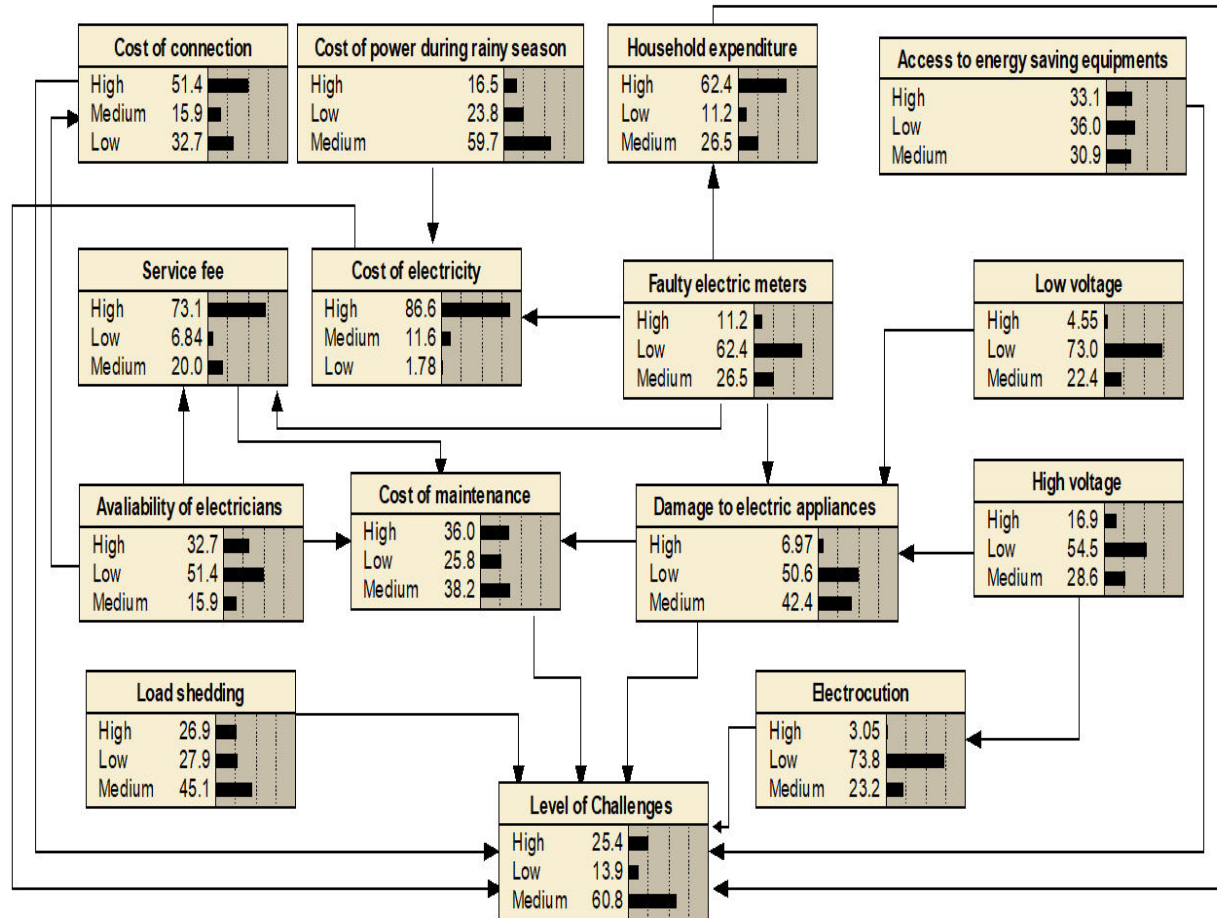 Cost of connection
High 51.4
Medium 15.9
Low 32.7
Cost of power during rainy season
High 16.5
Low 23.8
Medium 59.7
Household expenditure
High 62.4
Low 11.2
Medium 26.5
Access to energy saving equipments
High 33.1
Low 36.0
Medium 30.9
Service fee
High 73.1
Low 6.84
Medium 20.0
Cost of electricity
High 86.6
Medium 11.6
Low 1.78
Faulty electric meters
High 11.2
Low 62.4
Medium 26.5
Low voltage
High 4.55
Low 73.0
Medium 22.4
Avaliability of electricians
High 32.7
Low 51.4
Medium 15.9
Cost of maintenance
High 36.0
Low 25.8
Medium 38.2
Damage to electric appliances
High 6.97
Low 50.6
Medium 42.4
High voltage
High 16.9
Low 54.5
Medium 28.6
Load shedding
High 26.9
Low 27.9
Medium 45.1
Electrocution
High 3.05
Low 73.8
Medium 23.2
Level of Challenges
High 25.4
Low 13.9
Medium 60.8